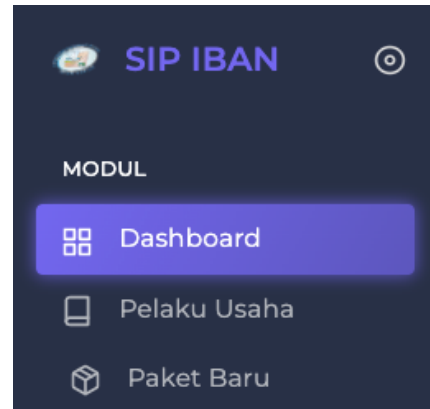 SIP IBAN
MODUL
Dashboard
Pelaku Usaha
Paket Baru